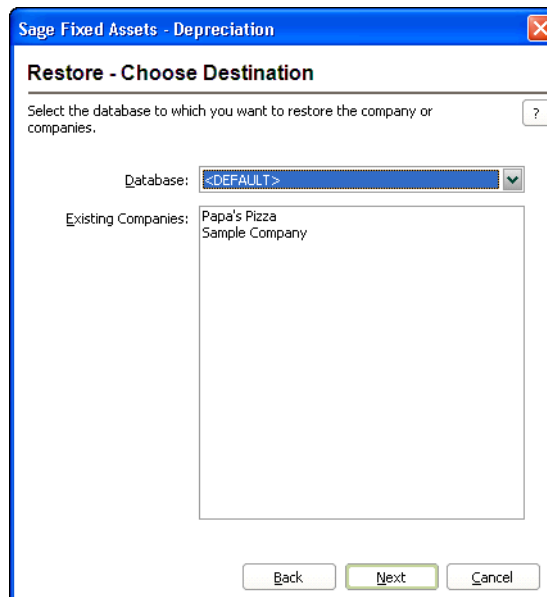 Sage Fixed Assets - Depreciation
Restore - Choose Destination
Select the database to which you want to restore the company or
companies.
?
Database: <DEFAULT>
Existing Companies: Papa's Pizza
Sample Company
Back Next Cancel